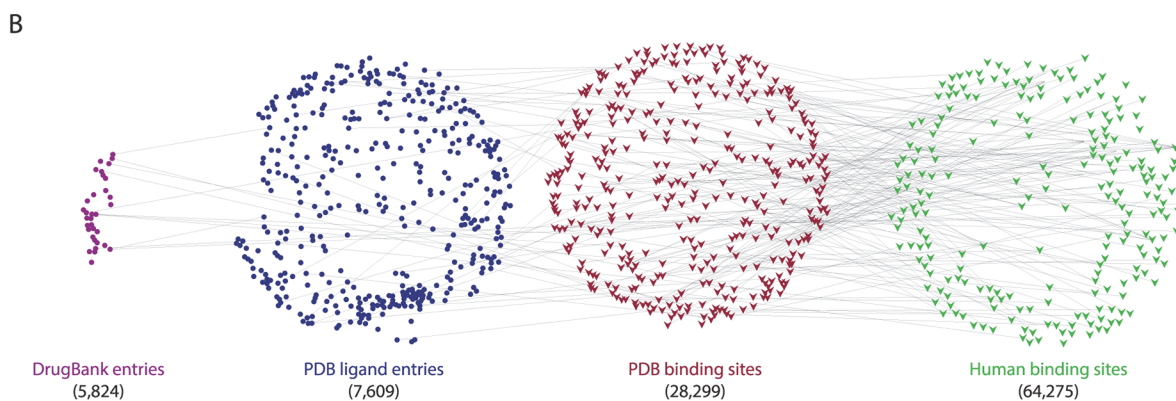 B
DrugBank entries
(5,824)
PDB ligand entries
(7,609)
PDB binding sites
(28,299)
Human binding sites
(64,275)